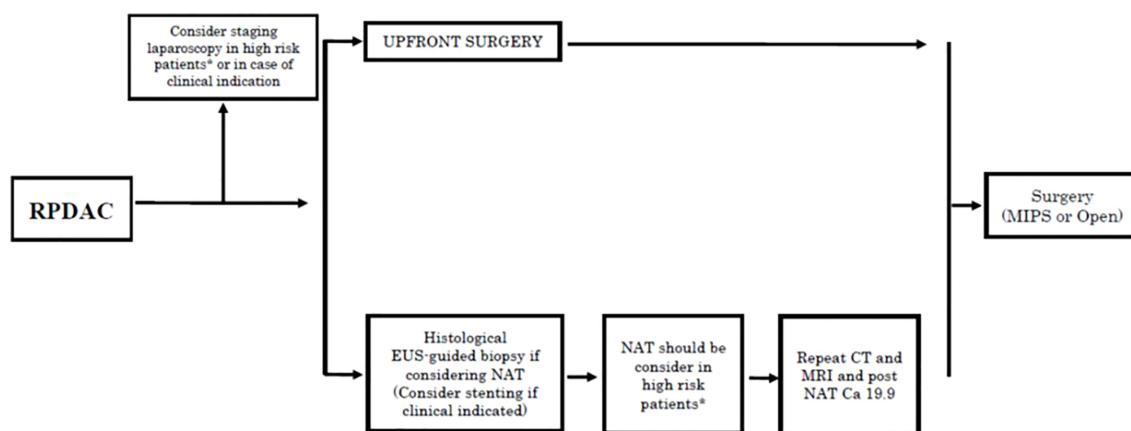 Consider staging
laparoscopy in high risk
patients* or in case of
clinical indication
UPFRONT SURGERY
RPDAC
Surgery
(MIPS or Open)
Histological
EUS-guided biopsy if
considering NAT
(Consider stenting if
clinical indicated)
NAT should be
consider in
high risk
patients*
Repeat CT and
MRI and post
NAT Ca 19.9